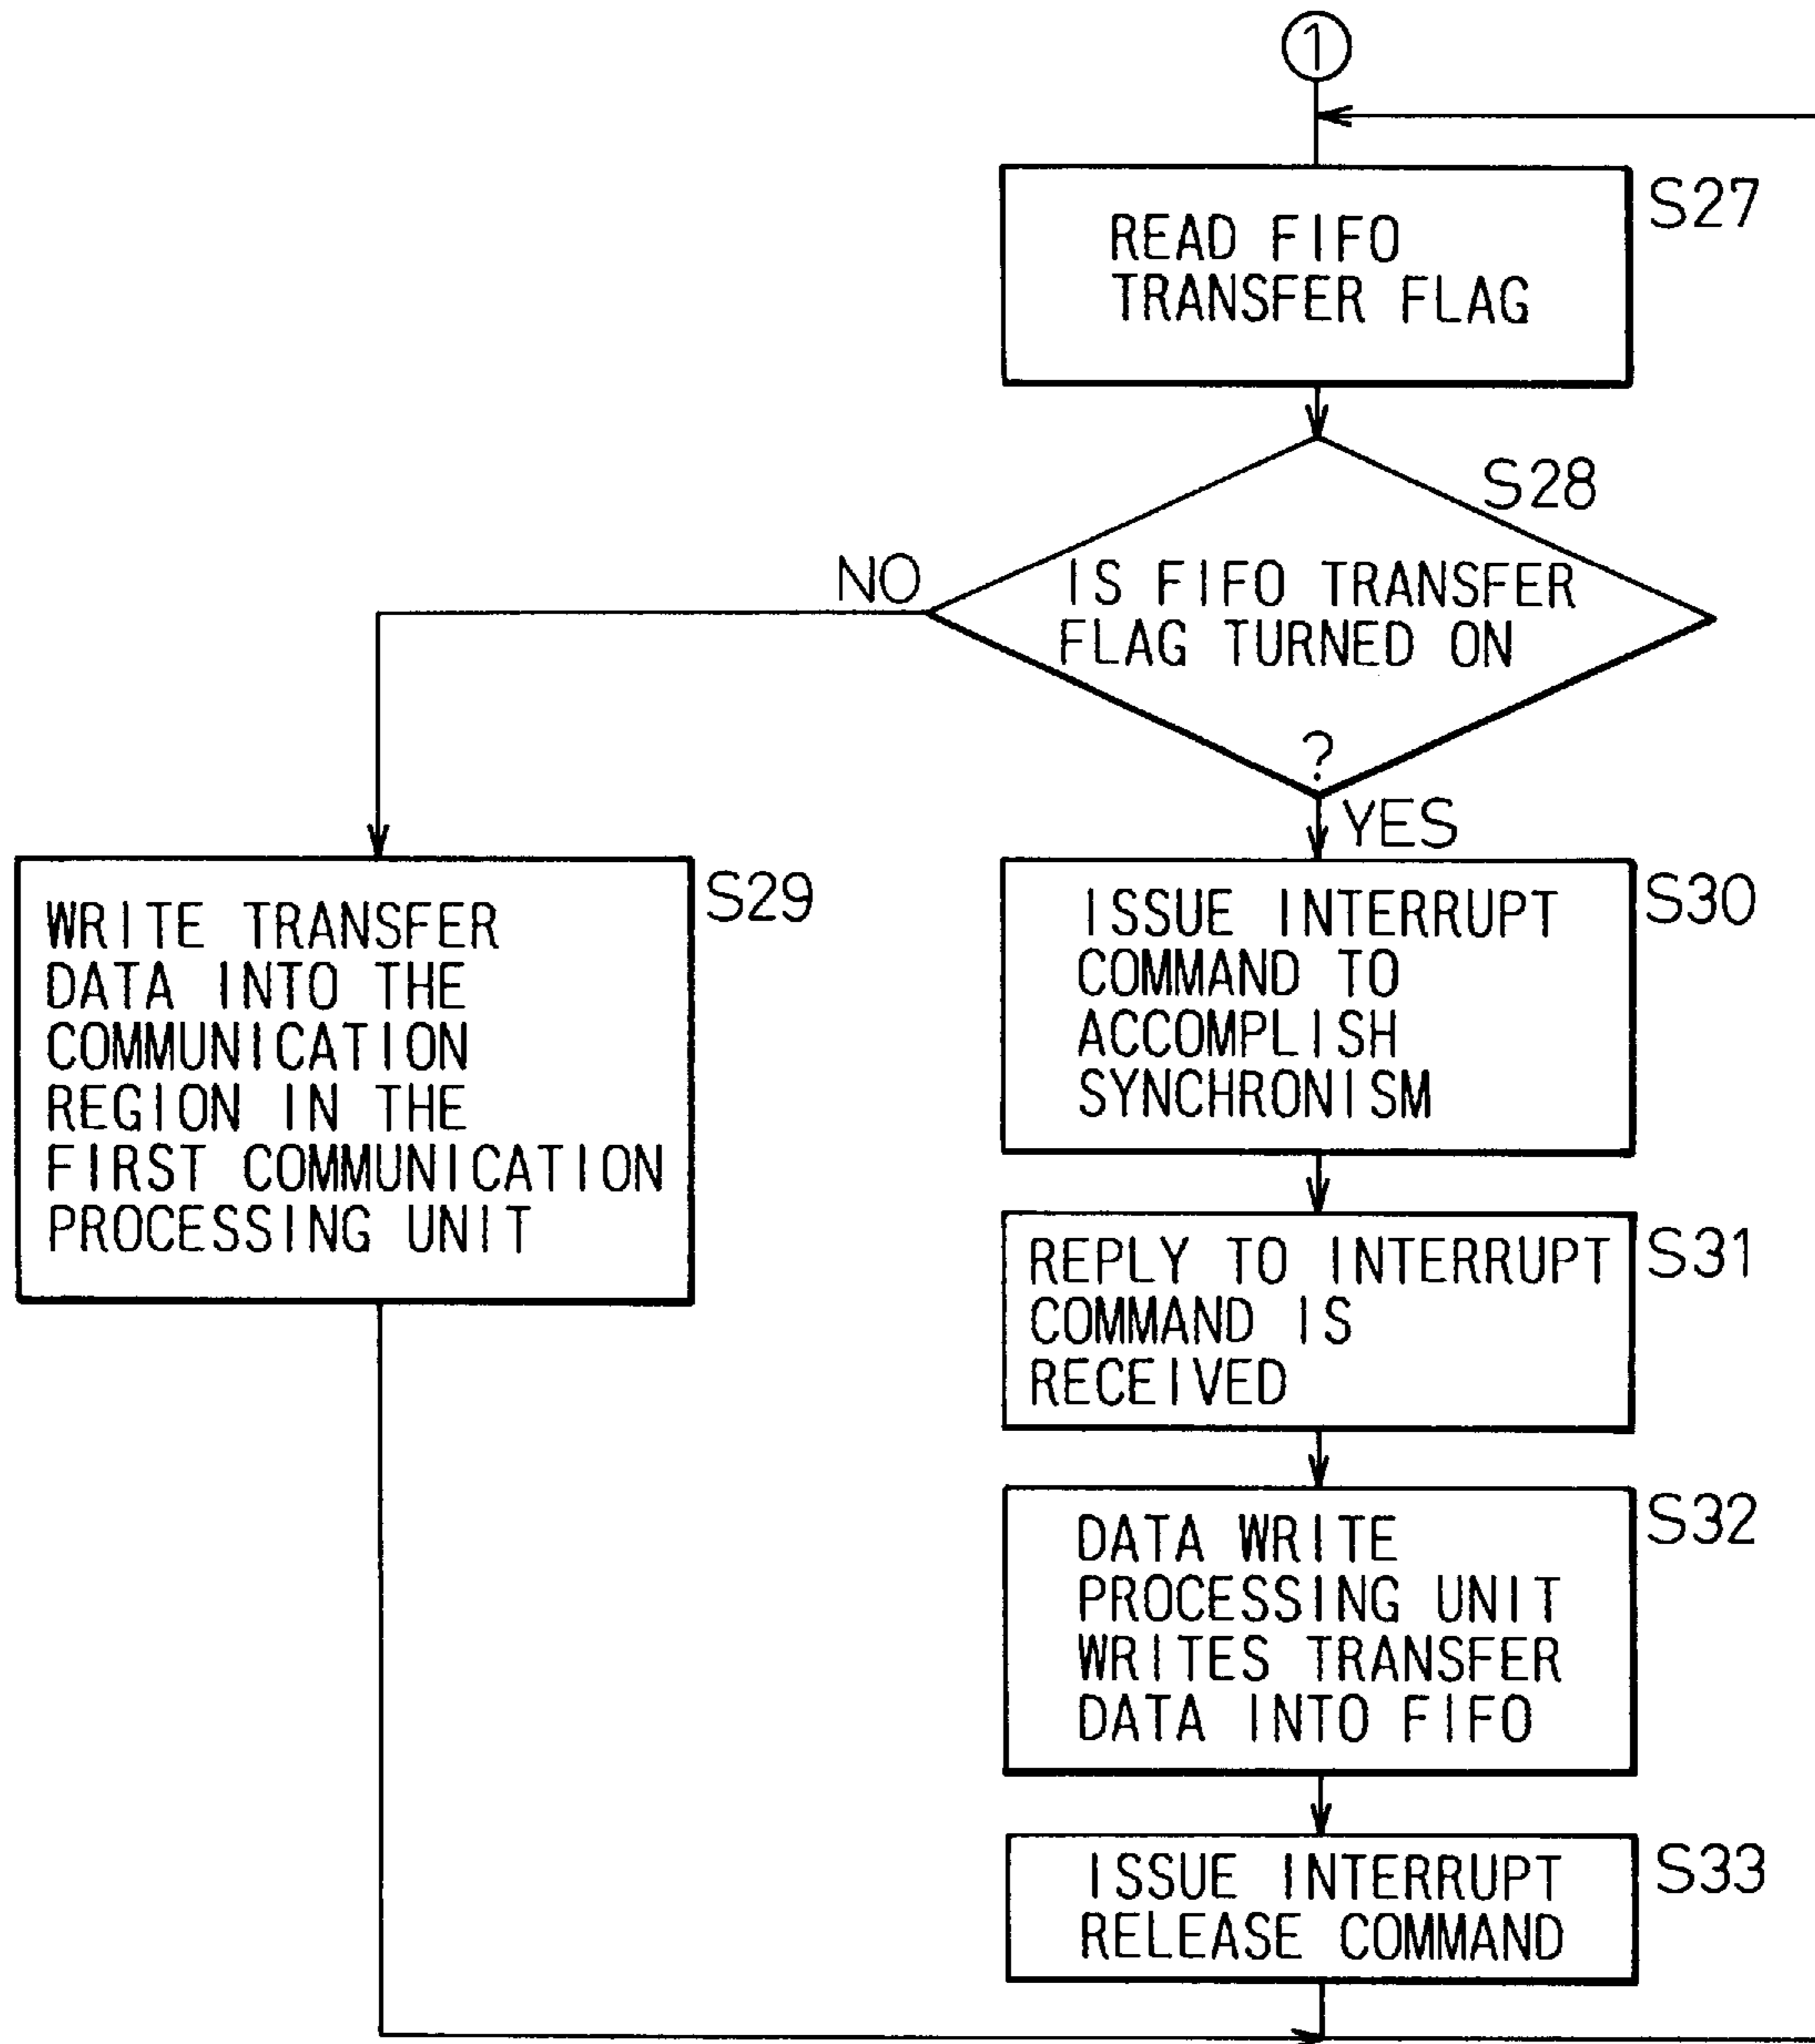 1
READ FIFO
TRANSFER FLAG
S27
S28
IS FIFO TRANSFER
FLAG TURNED ON
?
NO
YES
WRITE TRANSFER
DATA INTO THE
COMMUNICATION
REGION IN THE
FIRST COMMUNICATION
PROCESSING UNIT
S29
ISSUE INTERRUPT
COMMAND TO
ACCOMPLISH
SYNCHRONISM
S30
REPLY TO INTERRUPT
COMMAND IS
RECEIVED
S31
DATA WRITE
PROCESSING UNIT
WRITES TRANSFER
DATA INTO FIFO
S32
ISSUE INTERRUPT
RELEASE COMMAND
S33